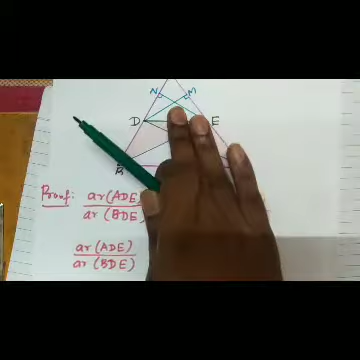 N M
D E
B
Proof: ar(ADE)
ar(BDE
ar(ADE)
ar(BDE)